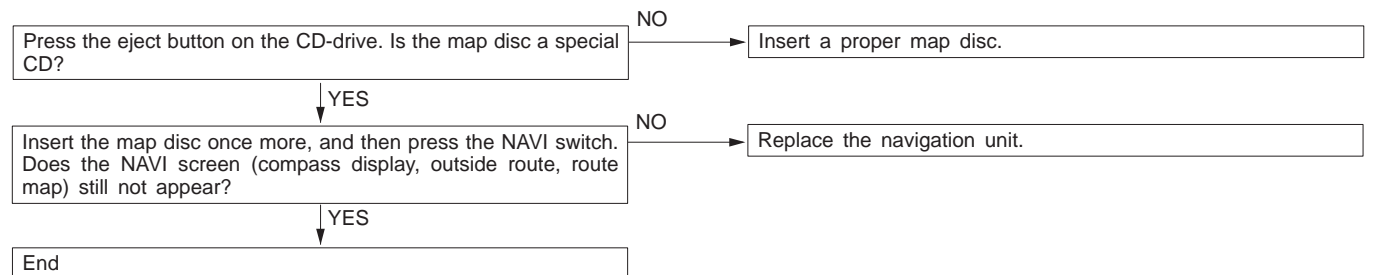 NO
Press the eject button on the CD-drive. Is the map disc a special
CD?
Insert a proper map disc.
YES
NO
Insert the map disc once more, and then press the NAVI switch.
Does the NAVI screen (compass display, outside route, route
map) still not appear?
Replace the navigation unit.
YES
End